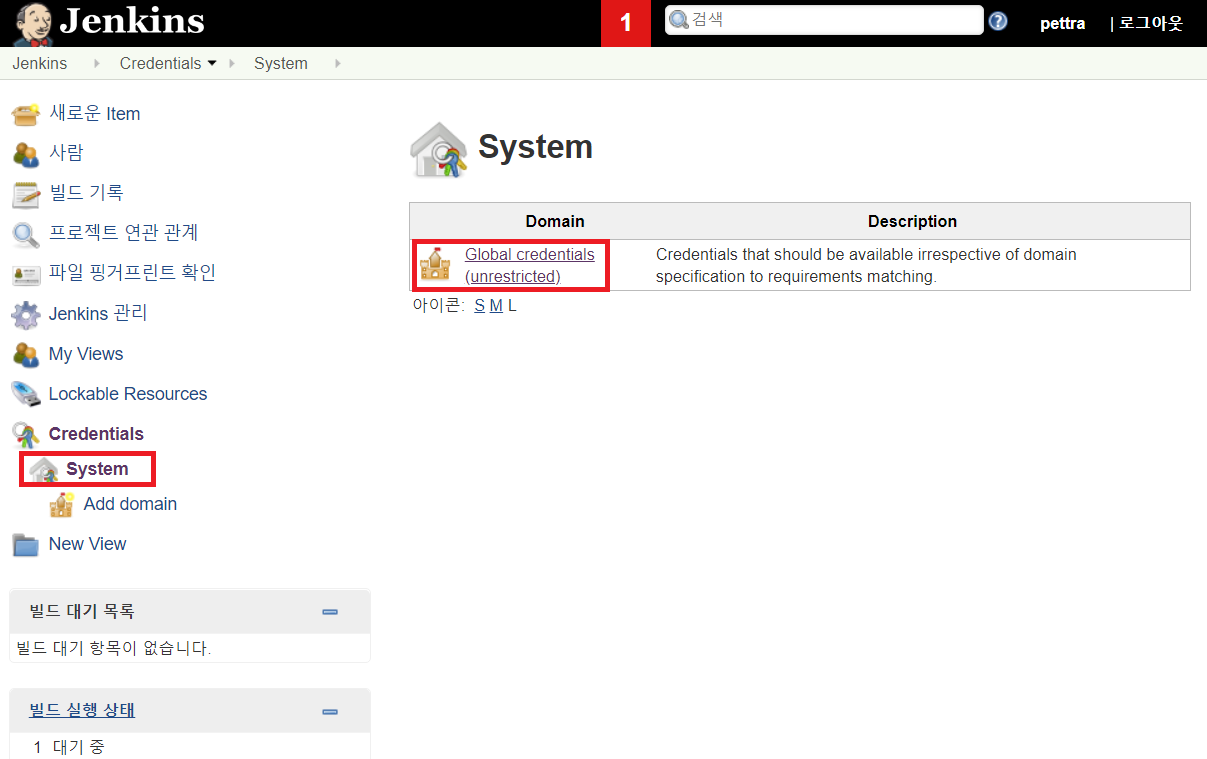 Jenkins
1
검색
pettra
| 로그아웃
Jenkins
Credentials
System
새로운 Item
사람
빌드 기록
프로젝트 연관 관계
파일 핑거프린트 확인
Jenkins 관리
My Views
Lockable Resources
Credentials
System
Add domain
New View
빌드 대기 목록
빌드 대기 항목이 없습니다.
빌드 실행 상태
1 대기 중
System
Domain
Description
Global credentials
(unrestricted)
Credentials that should be available irrespective of domain
specification to requirements matching.
아이콘: S M L